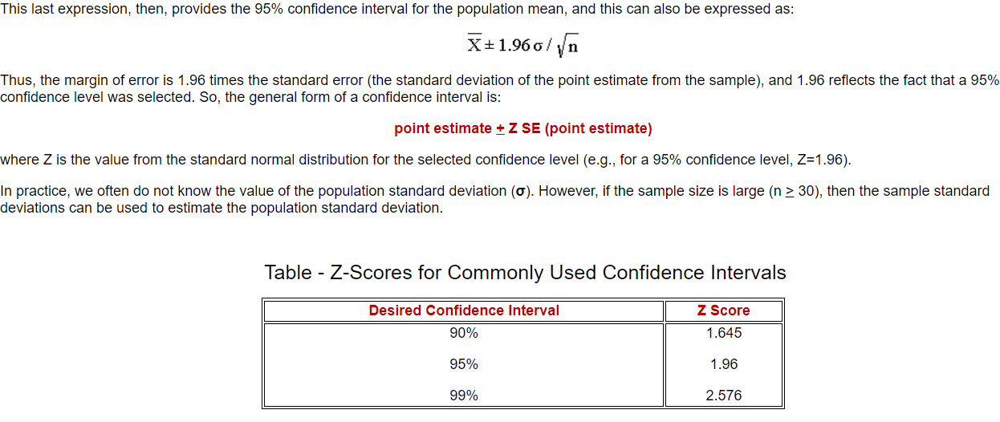 This last expression, then, provides the 95% confidence interval for the population mean, and this can also be expressed as:
X̅ ± 1.96 σ / √n
Thus, the margin of error is 1.96 times the standard error (the standard deviation of the point estimate from the sample), and 1.96 reflects the fact that a 95%
confidence level was selected. So, the general form of a confidence interval is:
point estimate ± Z SE (point estimate)
where Z is the value from the standard normal distribution for the selected confidence level (e.g., for a 95% confidence level, Z=1.96).
In practice, we often do not know the value of the population standard deviation (σ). However, if the sample size is large (n ≥ 30), then the sample standard
deviations can be used to estimate the population standard deviation.
Table - Z-Scores for Commonly Used Confidence Intervals
Desired Confidence Interval Z Score
90% 1.645
95% 1.96
99% 2.576